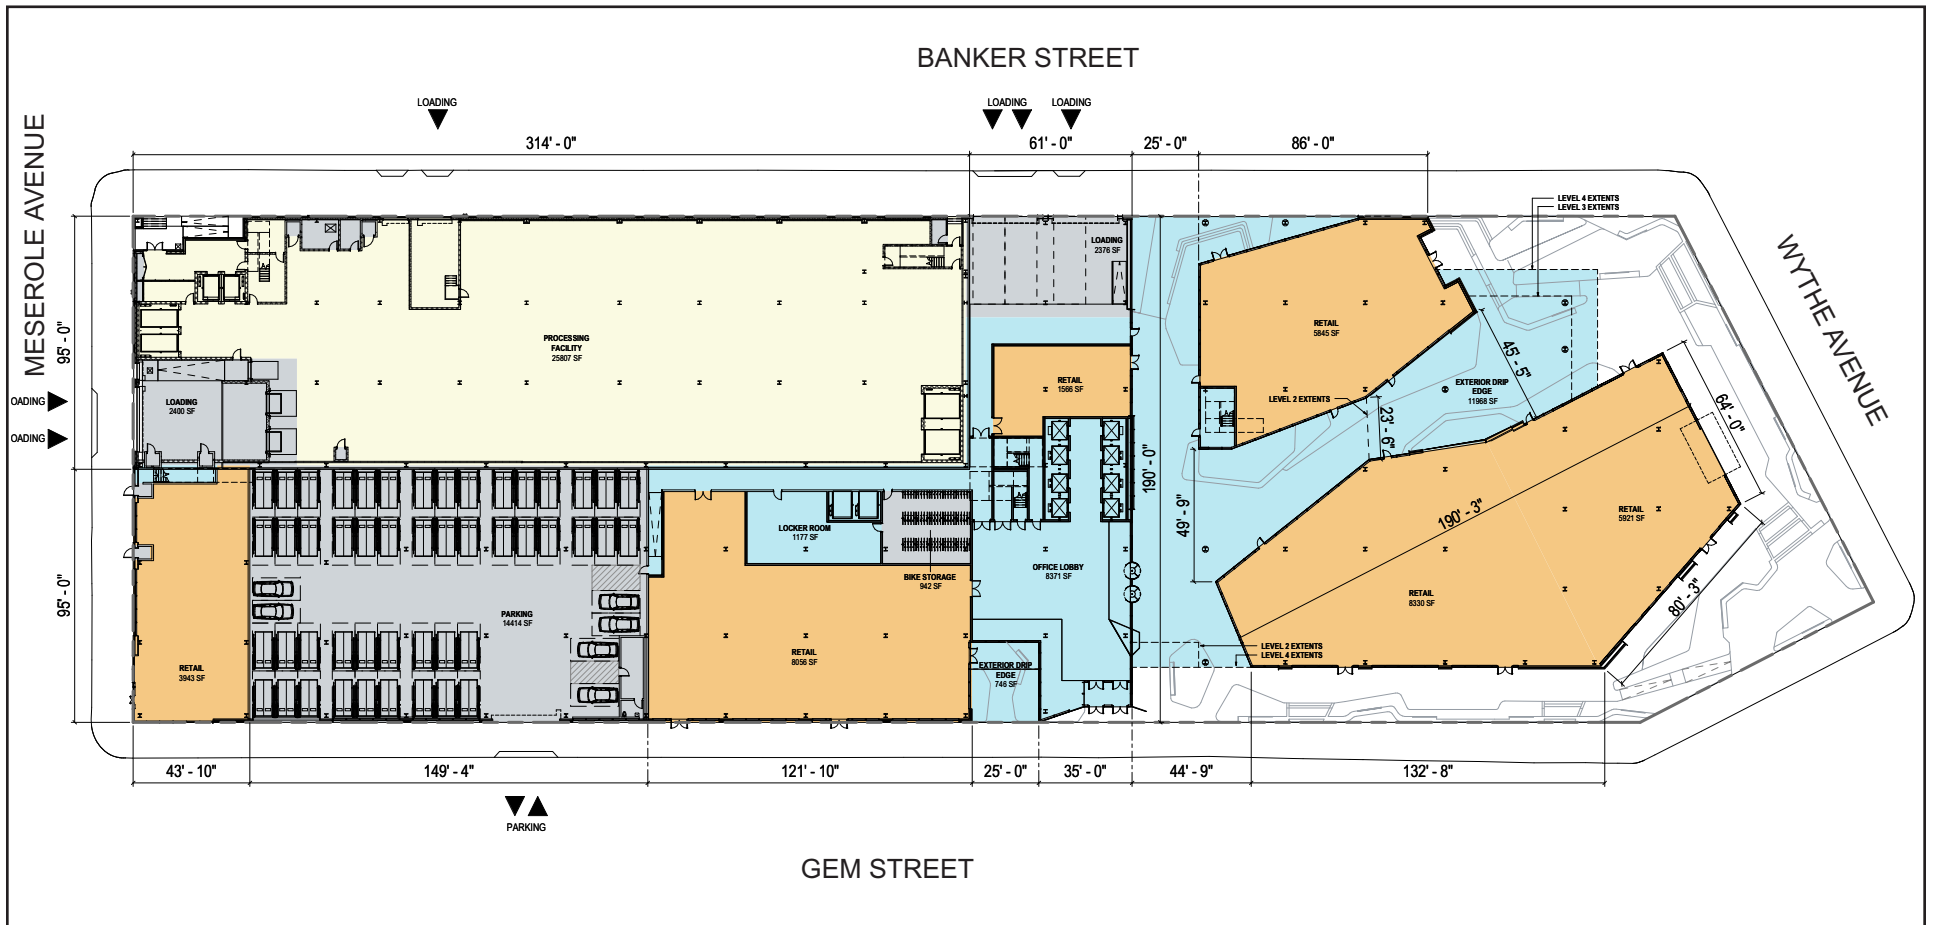 BANKER STREET
LOADING
LOADING
LOADING
314' - 0"
61' - 0"
25' - 0"
86' - 0"
MESEROLE AVENUE
WYTHE AVENUE
LEVEL 4 EXTENTS
LEVEL 3 EXTENTS
LOADING
2376 SF
95' - 0"
PROCESSING
FACILITY
25807 SF
RETAIL
5845 SF
45' - 5"
RETAIL
1566 SF
EXTERIOR DRIP
EDGE
11968 SF
LEVEL 2 EXTENTS
LOADING
2400 SF
OADING
OADING
23' - 6"
64' - 0"
190' - 0"
49' - 9"
190' - 3"
RETAIL
5921 SF
LOCKER ROOM
1177 SF
BIKE STORAGE
942 SF
OFFICE LOBBY
8371 SF
95' - 0"
PARKING
14414 SF
RETAIL
8330 SF
80' - 3"
RETAIL
3943 SF
RETAIL
8056 SF
EXTERIOR DRIP
EDGE
746 SF
LEVEL 2 EXTENTS
LEVEL 4 EXTENTS
43' - 10"
149' - 4"
121' - 10"
25' - 0"
35' - 0"
44' - 9"
132' - 8"
PARKING
GEM STREET